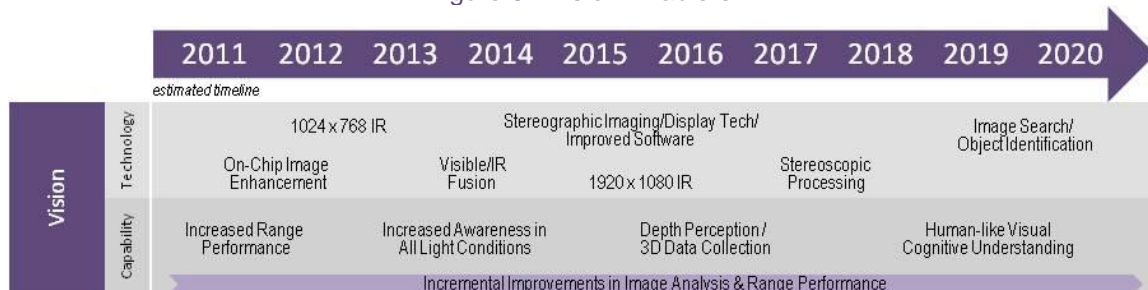 2011 2012 2013 2014 2015 2016 2017 2018 2019 2020
estimated timeline
Vision
Technology
1024 x 768 IR
Stereographic Imaging/Display Tech/
Improved Software
Image Search/
Object Identification
On-Chip Image
Enhancement
Visible/IR
Fusion
1920 x 1080 IR
Stereoscopic
Processing
Capability
Increased Range
Performance
Increased Awareness in
All Light Conditions
Depth Perception /
3D Data Collection
Human-like Visual
Cognitive Understanding
Incremental Improvements in Image Analysis & Range Performance